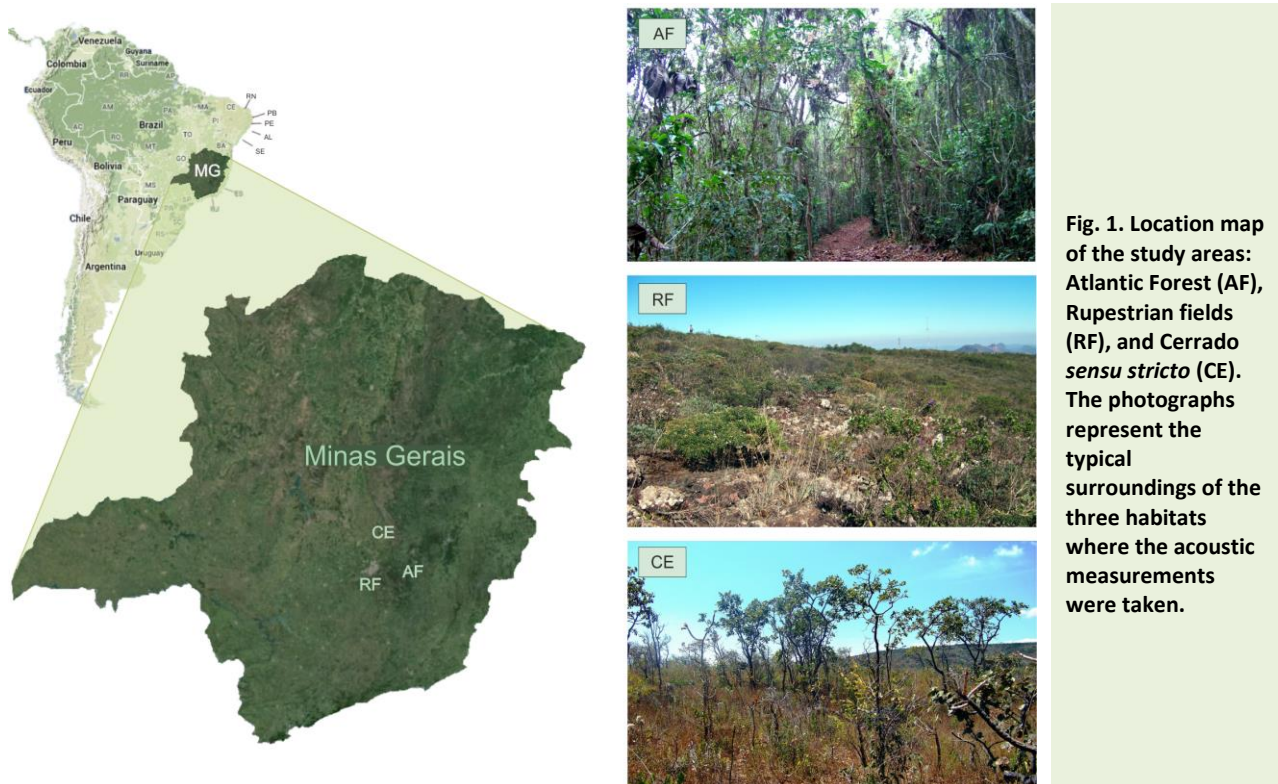 Venezuela
Guyana
Suriname
Colombia
Ecuador
RR
AP
AM
PA
MA
CE
RN
PB
PE
AL
SE
PI
Brazil
TO
AC
RO
Peru
MT
BA
GO
Bolivia
MG
MS
ES
Paraguay
RJ
Chile
RS
Uruguay
Argentina
Minas Gerais
CE
RF
AF
AF
RF
CE
Fig. 1. Location map
of the study areas:
Atlantic Forest (AF),
Rupestrian fields
(RF), and Cerrado
sensu stricto (CE).
The photographs
represent the
typical
surroundings of the
three habitats
where the acoustic
measurements
were taken.